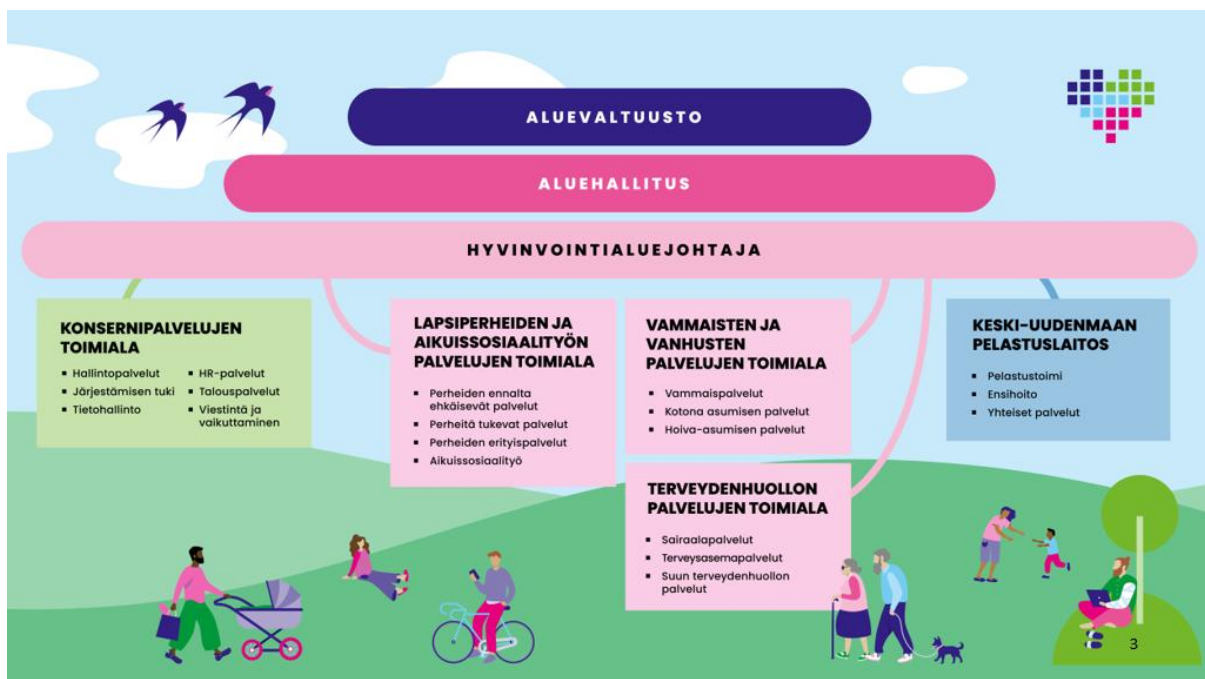 ALUEVALTUUSTO
ALUEHALLITUS
HYVINVOINTIALUEJOHTAJA
KONSERNIPALVELUJEN
TOIMIALA
▪ Hallintopalvelut
▪ Järjestämisen tuki
▪ Tietohallinto
▪ HR-palvelut
▪ Talouspalvelut
▪ Viestintä ja
vaikuttaminen
LAPSIPERHEIDEN JA
AIKUISSOSIAALITYÖN
PALVELUJEN TOIMIALA
▪ Perheiden ennalta
ehkäisevät palvelut
▪ Perheitä tukevat palvelut
▪ Perheiden erityispalvelut
▪ Aikuissosiaalityö
VAMMAISTEN JA
VANHUSTEN
PALVELUJEN TOIMIALA
▪ Vammaispalvelut
▪ Kotona asumisen palvelut
▪ Hoiva-asumisen palvelut
TERVEYDENHUOLLON
PALVELUJEN TOIMIALA
▪ Sairaalapalvelut
▪ Terveysasemapalvelut
▪ Suun terveydenhuollon
palvelut
KESKI-UUDENMAAN
PELASTUSLAITOS
▪ Pelastustoimi
▪ Ensihoito
▪ Yhteiset palvelut
3